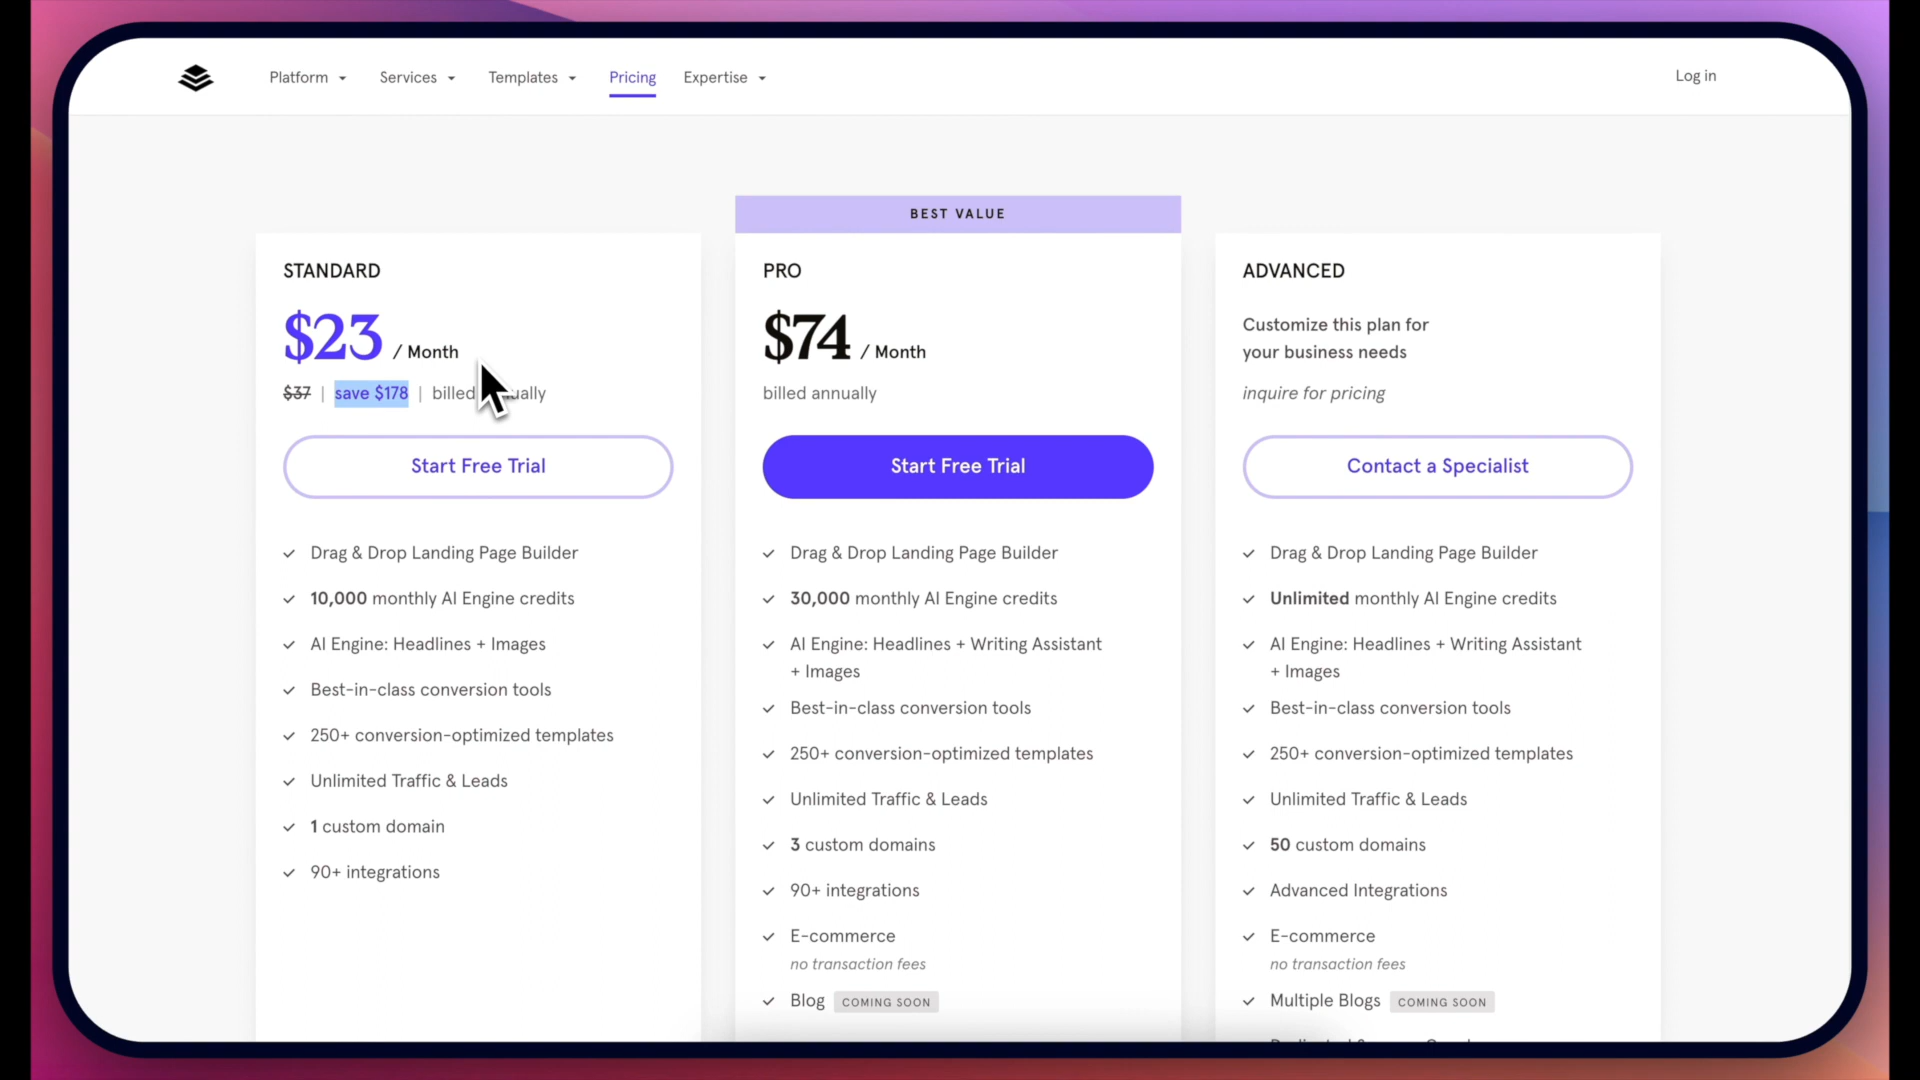 Platform
Services
Templates
Pricing
Expertise
Log in
BEST VALUE
STANDARD
$23 / Month
$37 | save $178 | billed
Start Free Trial
Drag & Drop Landing Page Builder
10,000 monthly AI Engine credits
AI Engine: Headlines + Images
Best-in-class conversion tools
250+ conversion-optimized templates
Unlimited Traffic & Leads
1 custom domain
90+ integrations
PRO
$74 / Month
billed annually
Start Free Trial
Drag & Drop Landing Page Builder
30,000 monthly AI Engine credits
AI Engine: Headlines + Writing Assistant
+ Images
Best-in-class conversion tools
250+ conversion-optimized templates
Unlimited Traffic & Leads
3 custom domains
90+ integrations
E-commerce
no transaction fees
Blog COMING SOON
ADVANCED
Customize this plan for
your business needs
inquire for pricing
Contact a Specialist
Drag & Drop Landing Page Builder
Unlimited monthly AI Engine credits
AI Engine: Headlines + Writing Assistant
+ Images
Best-in-class conversion tools
250+ conversion-optimized templates
Unlimited Traffic & Leads
50 custom domains
Advanced Integrations
E-commerce
no transaction fees
Multiple Blogs COMING SOON